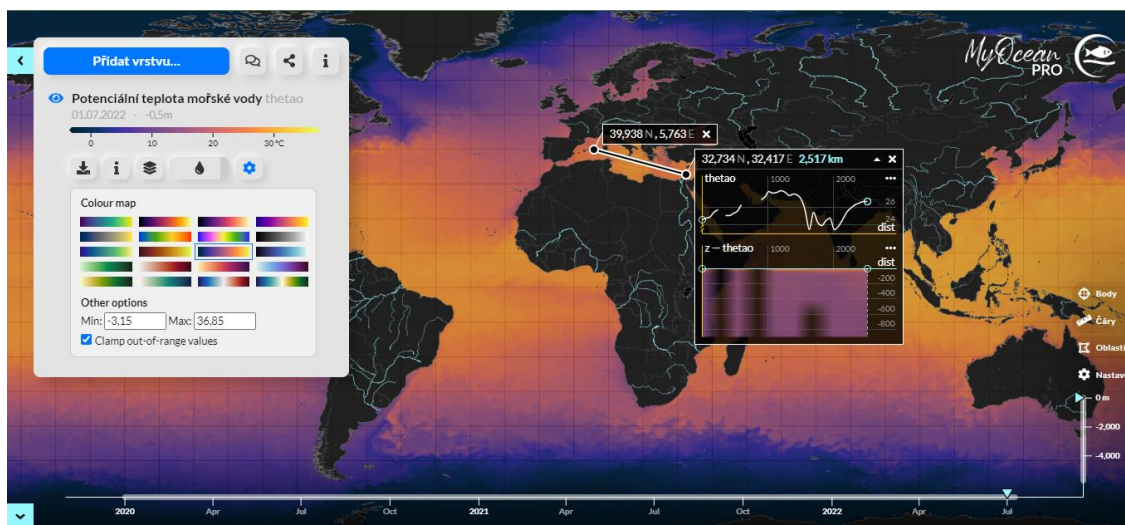 Přidat vrstvu...
Potenciální teplota mořské vody thetao
01.07.2022 - -0,5m
0 10 20 30 °C
Colour map
Other options
Min: -3,15 Max: 36,85
Clamp out-of-range values
MyOcean
PRO
39,938 N , 5,763 E ×
32,734 N , 32,417 E 2,517 km
thetao 1000 2000
26
24
dist
z — thetao 1000 2000
dist
-200
-400
-600
-800
Body
Čáry
Oblasti
Nastav
0 m
-2,000
-4,000
2020 Apr Jul Oct 2021 Apr Jul Oct 2022 Apr Jul